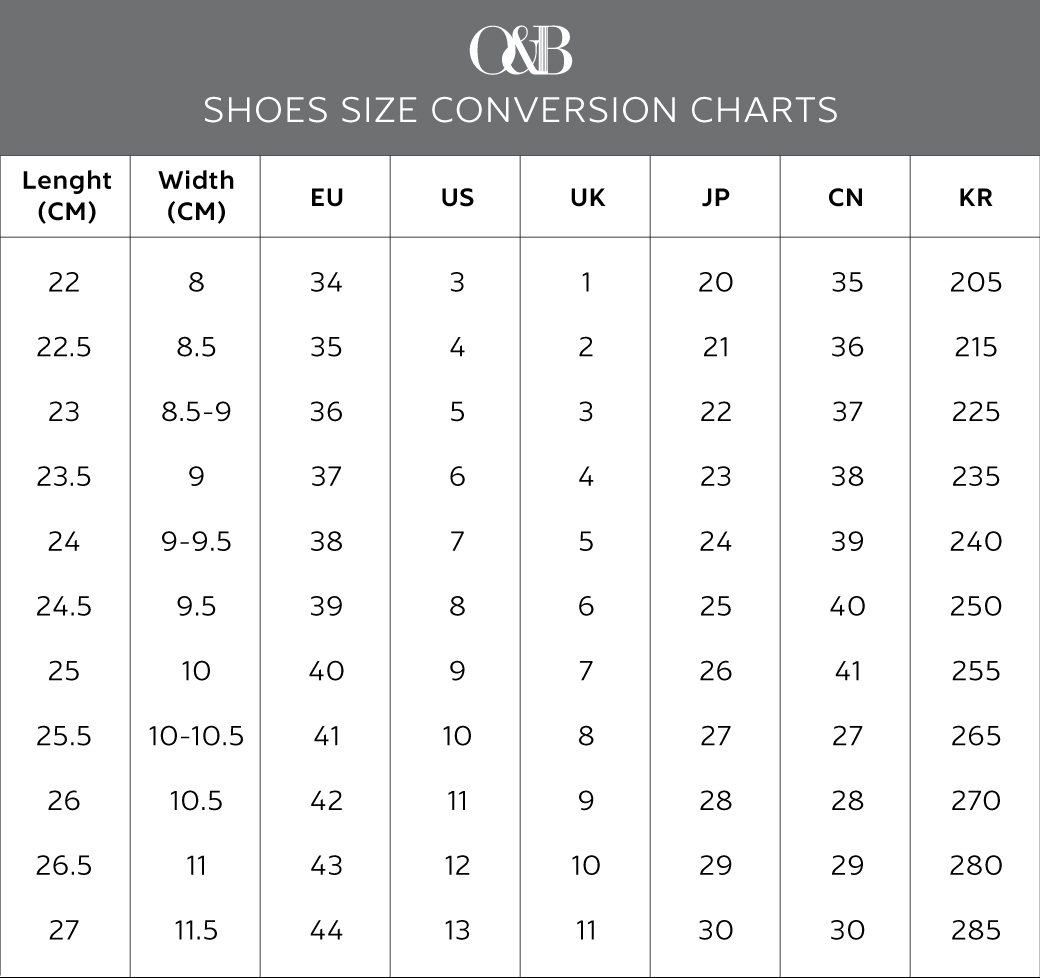 O&B
SHOES SIZE CONVERSION CHARTS
Lenght (CM) Width (CM) EU US UK JP CN KR
22 8 34 3 1 20 35 205
22.5 8.5 35 4 2 21 36 215
23 8.5-9 36 5 3 22 37 225
23.5 9 37 6 4 23 38 235
24 9-9.5 38 7 5 24 39 240
24.5 9.5 39 8 6 25 40 250
25 10 40 9 7 26 41 255
25.5 10-10.5 41 10 8 27 27 265
26 10.5 42 11 9 28 28 270
26.5 11 43 12 10 29 29 280
27 11.5 44 13 11 30 30 285